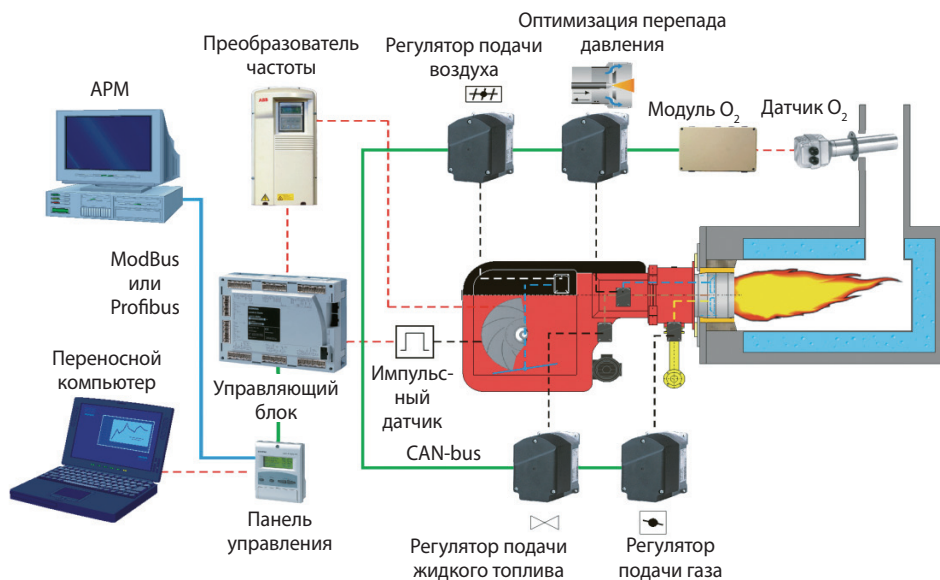 Оптимизация перепада
давления
Преобразователь
частоты
Регулятор подачи
воздуха
АРМ
Модуль O2
Датчик O2
ABB
ModBus
или
Profibus
Переносной
компьютер
Управляющий
блок
Импульс-
ный
датчик
CAN-bus
Панель
управления
Регулятор подачи
жидкого топлива
Регулятор
подачи газа